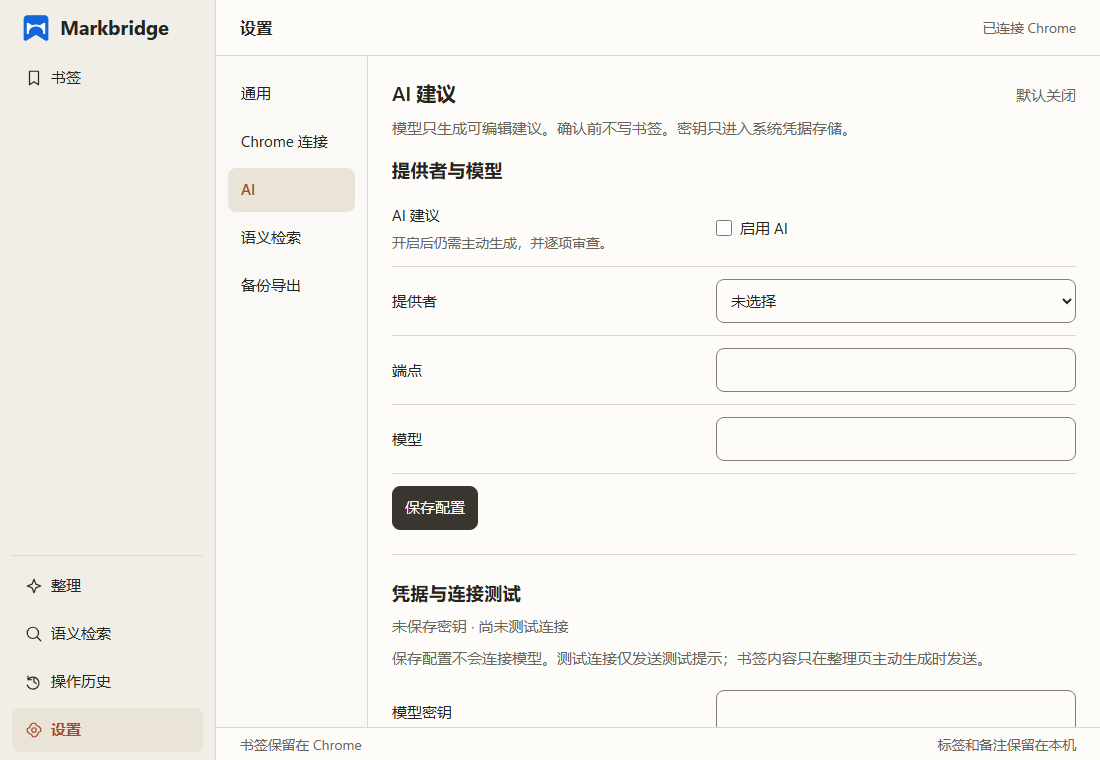 Markbridge
书签
整理
语义检索
操作历史
设置
设置
已连接 Chrome
通用
Chrome 连接
AI
语义检索
备份导出
AI 建议
默认关闭
模型只生成可编辑建议。确认前不写书签。密钥只进入系统凭据存储。
提供者与模型
AI 建议
开启后仍需主动生成，并逐项审查。
启用 AI
提供者
未选择
端点
模型
保存配置
凭据与连接测试
未保存密钥 · 尚未测试连接
保存配置不会连接模型。测试连接仅发送测试提示；书签内容只在整理页主动生成时发送。
模型密钥
书签保留在 Chrome
标签和备注保留在本机